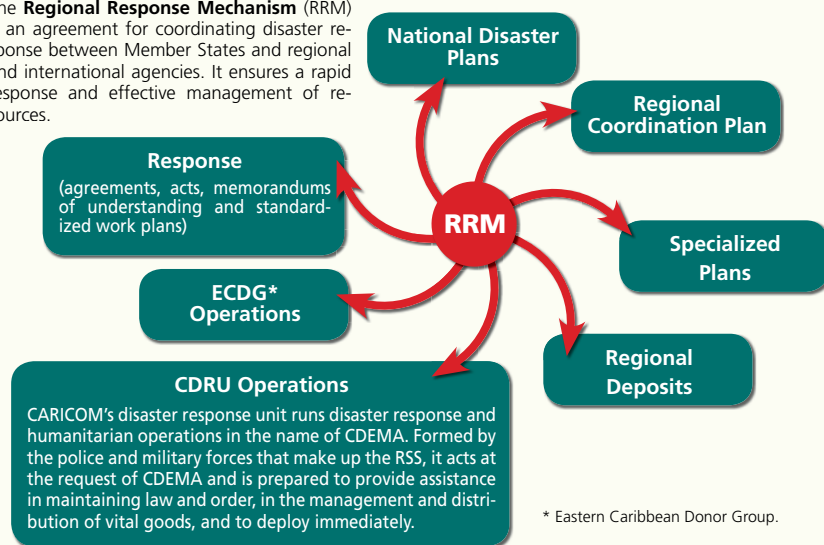 he Regional Response Mechanism (RRM)
an agreement for coordinating disaster re-
ponse between Member States and regional
nd international agencies. It ensures a rapid
esponse and effective management of re-
ources.
National Disaster
Plans
Regional
Coordination Plan
Response
(agreements, acts, memorandums
of understanding and standard-
ized work plans)
RRM
Specialized
Plans
ECDG*
Operations
Regional
Deposits
CDRU Operations
CARICOM’s disaster response unit runs disaster response and
humanitarian operations in the name of CDEMA. Formed by
the police and military forces that make up the RSS, it acts at
the request of CDEMA and is prepared to provide assistance
in maintaining law and order, in the management and distri-
bution of vital goods, and to deploy immediately.
* Eastern Caribbean Donor Group.